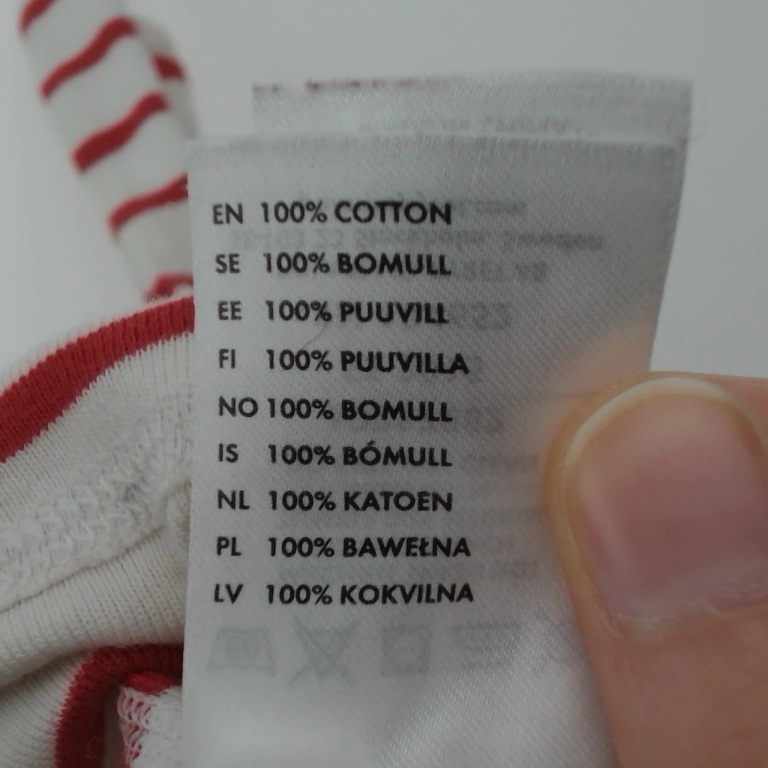 EN 100% COTTON
SE 100% BOMULL
EE 100% PUUVILL
FI 100% PUUVILLA
NO 100% BOMULL
IS 100% BÓMULL
NL 100% KATOEN
PL 100% BAWEŁNA
LV 100% KOKVILNA